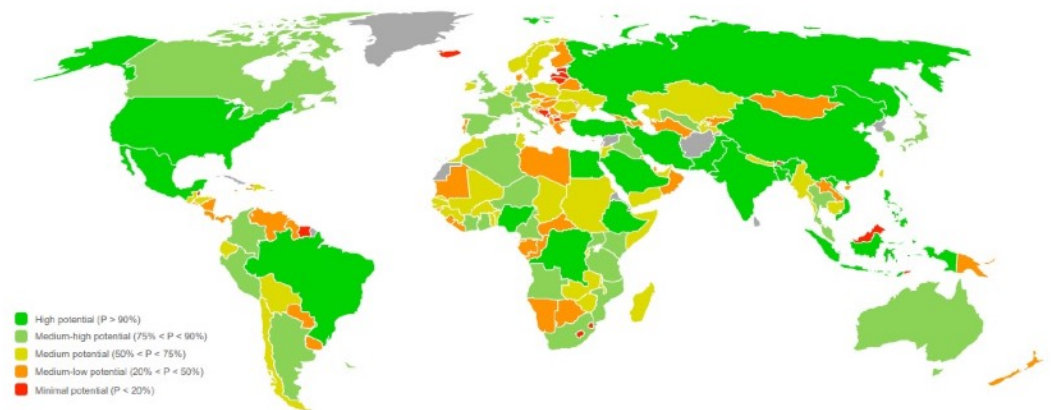 High potential (P > 90%)
Medium-high potential (75% < P < 90%)
Medium potential (50% < P < 75%)
Medium-low potential (20% < P < 50%)
Minimal potential (P < 20%)